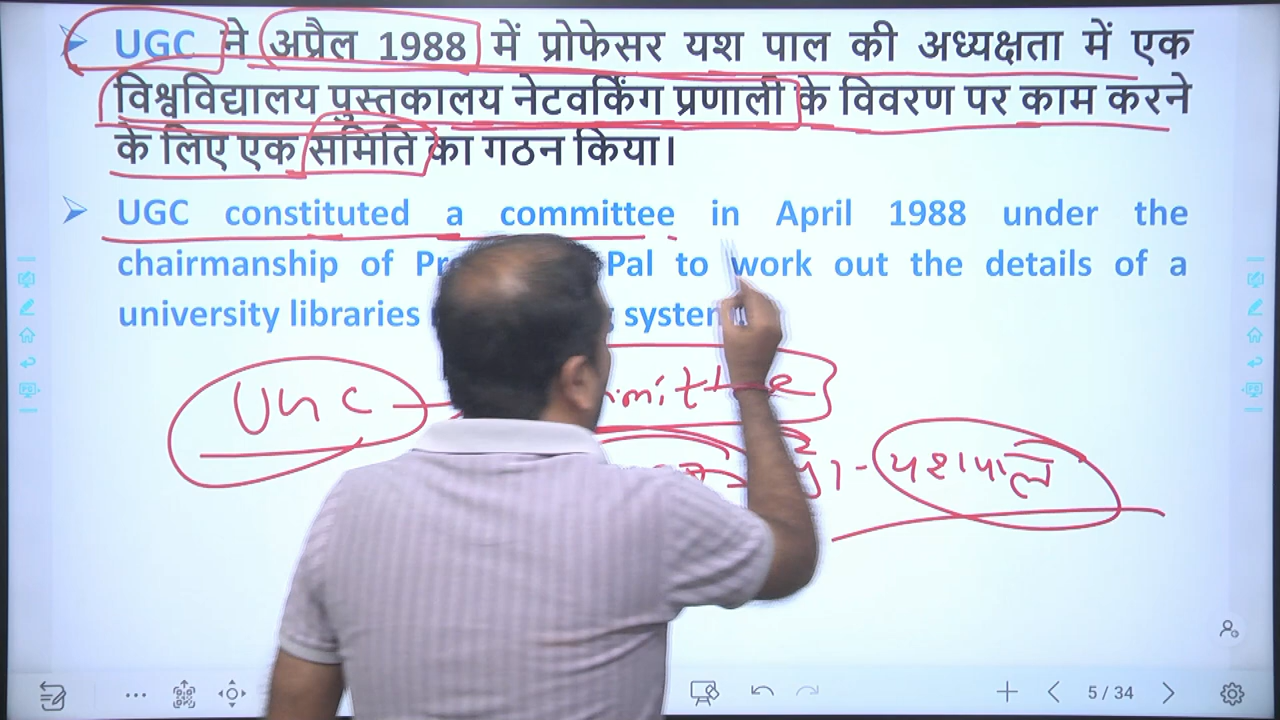 UGC ने अप्रैल 1988 में प्रोफेसर यश पाल की अध्यक्षता में एक
विश्वविद्यालय पुस्तकालय नेटवर्किंग प्रणाली के विवरण पर काम करने
के लिए एक समिति का गठन किया।
UGC constituted a committee in April 1988 under the
chairmanship of Pal to work out the details of a
university libraries
UGC
यशपाल
5 / 34